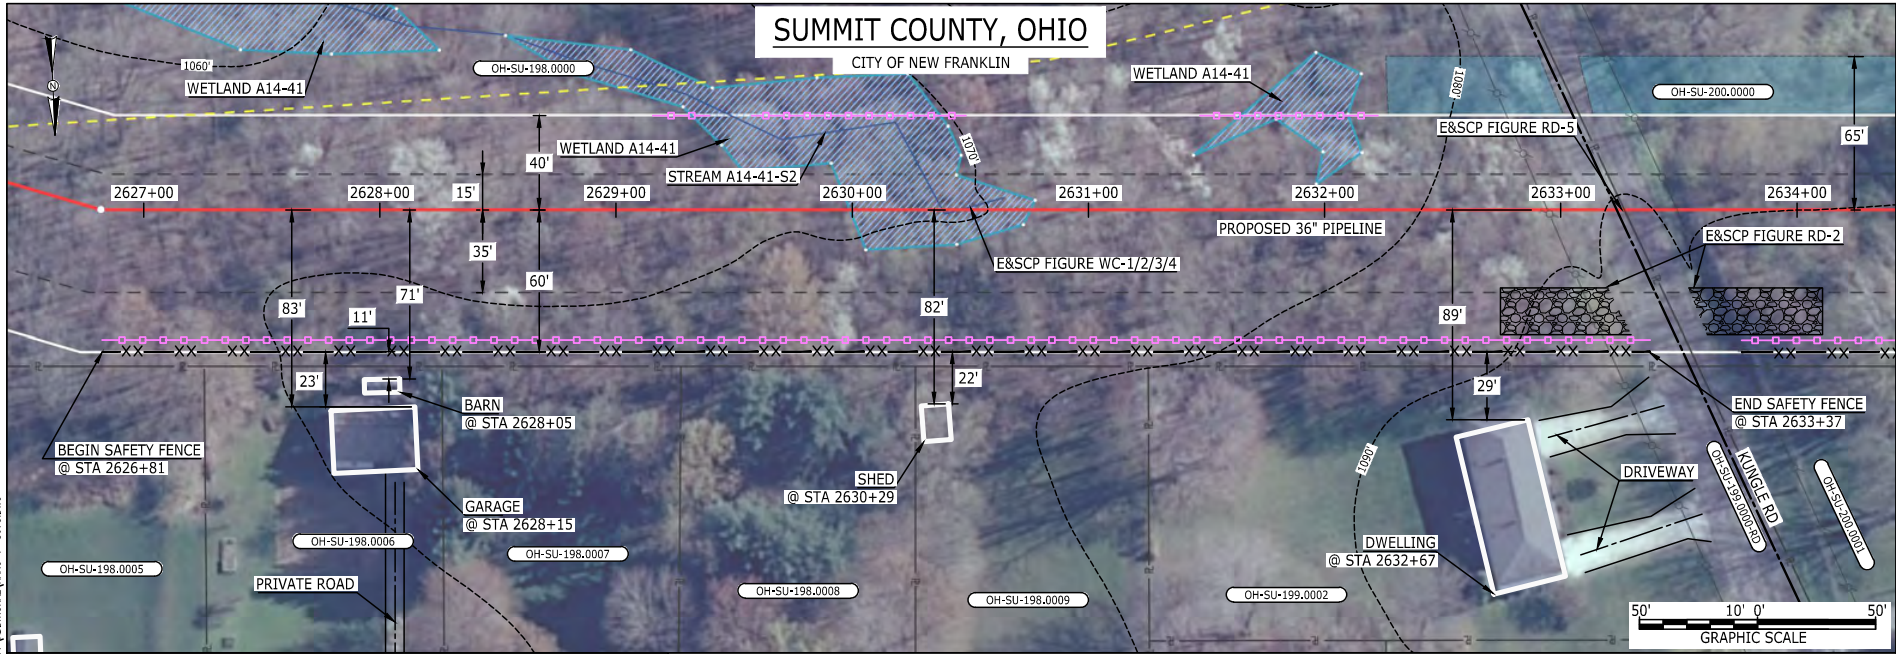 SUMMIT COUNTY, OHIO
CITY OF NEW FRANKLIN
N
1060'
WETLAND A14-41
OH-SU-198.0000
WETLAND A14-41
1080'
OH-SU-200.0000
E&SCP FIGURE RD-5
65'
40'
WETLAND A14-41
STREAM A14-41-S2
1070'
15'
2627+00
2628+00
2629+00
2630+00
2631+00
2632+00
2633+00
2634+00
PROPOSED 36" PIPELINE
E&SCP FIGURE RD-2
35'
60'
E&SCP FIGURE WC-1/2/3/4
83'
71'
11'
82'
89'
23'
22'
29'
BARN
@ STA 2628+05
END SAFETY FENCE
@ STA 2633+37
BEGIN SAFETY FENCE
@ STA 2626+81
1090'
SHED
@ STA 2630+29
DRIVEWAY
KUNGLE RD
OH-SU-199.0000-RD
OH-SU-200.0001
GARAGE
@ STA 2628+15
OH-SU-198.0006
OH-SU-198.0007
DWELLING
@ STA 2632+67
OH-SU-198.0005
PRIVATE ROAD
OH-SU-198.0008
OH-SU-198.0009
OH-SU-199.0002
50' 10' 0' 50'
GRAPHIC SCALE